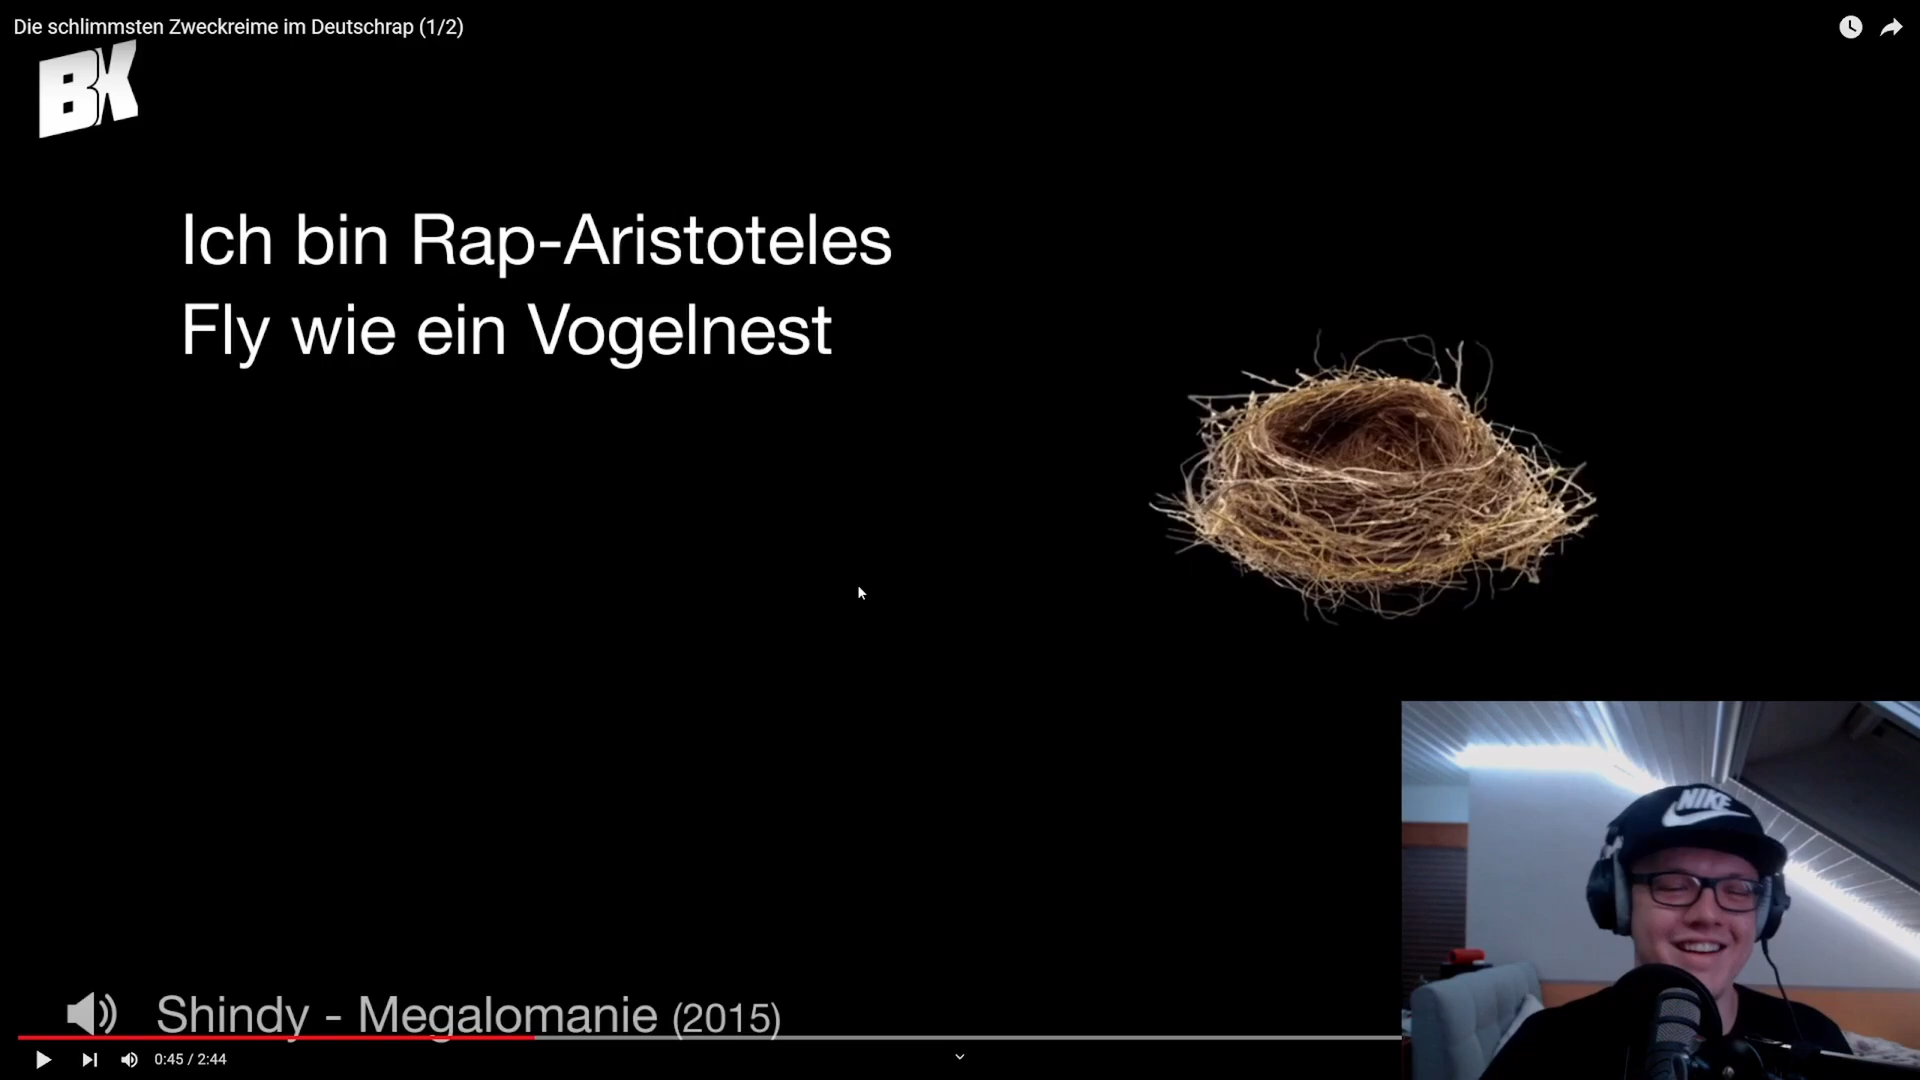 Die schlimmsten Zweckreime im Deutschrap (1/2)
BK
Ich bin Rap-Aristoteles
Fly wie ein Vogelnest
NIKE
Shindy - Megalomanie (2015)
0:45 / 2:44